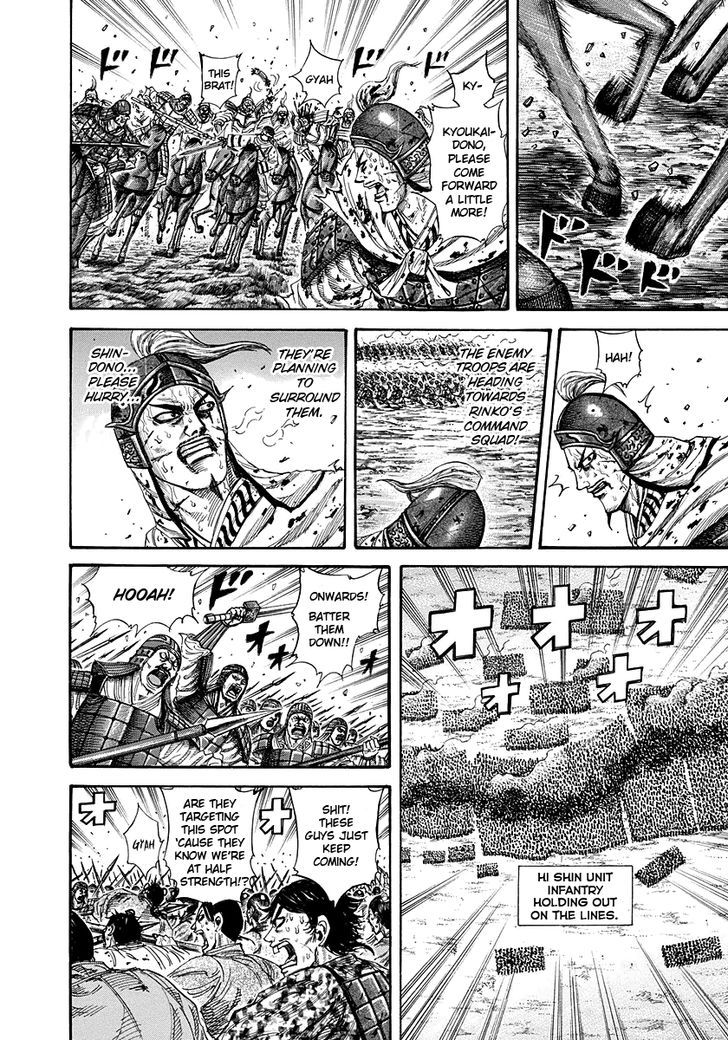 ドドド
KY-
KYOUKAI-
DONO,
PLEASE
COME
FORWARD
A LITTLE
MORE!
GYAH
THIS
BRAT!
ドド
ド
HAH!
THE ENEMY
TROOPS ARE
HEADING
TOWARDS
RINKO'S
COMMAND
SQUAD!
THEY'RE
PLANNING
TO
SURROUND
THEM.
SHIN-
DONO...
PLEASE
HURRY...
オオオ
オオ
HI SHIN UNIT
INFANTRY
HOLDING OUT
ON THE LINES.
ONWARDS!
BATTER
THEM
DOWN!!
ド
オオ
HOOAH!
SHIT!
THESE
GUYS JUST
KEEP
COMING!
オ
ARE THEY
TARGETING
THIS SPOT
'CAUSE THEY
KNOW WE'RE
AT HALF
STRENGTH!?
GYAH
オ